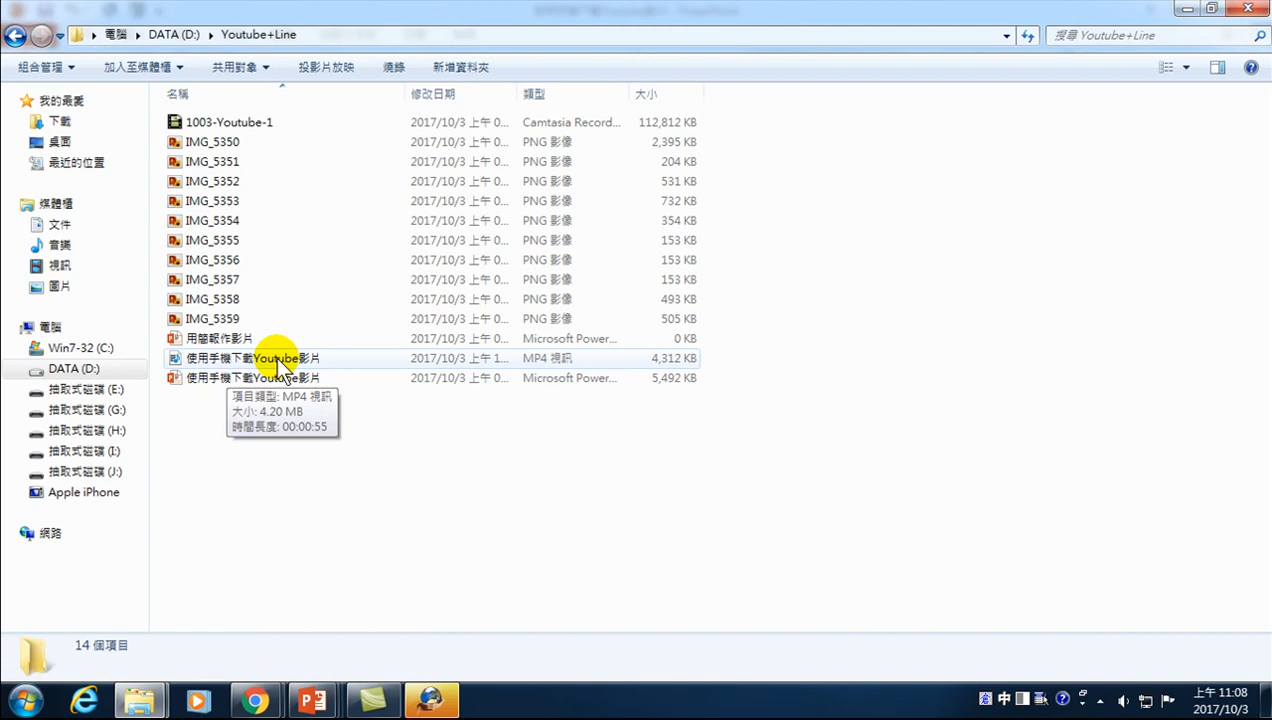 電腦 DATA (D:) Youtube+Line 搜尋 Youtube+Line
組合管理 加入至媒體櫃 共用對象 投影片放映 燒錄 新增資料夾
名稱 修改日期 類型 大小
我的最愛
下載
桌面
最近的位置
媒體櫃
文件
音樂
視訊
圖片
電腦
Win7-32 (C:)
DATA (D:)
抽取式磁碟 (E:)
抽取式磁碟 (G:)
抽取式磁碟 (H:)
抽取式磁碟 (I:)
抽取式磁碟 (J:)
Apple iPhone
網路
1003-Youtube-1 2017/10/3 上午 0... Camtasia Record... 112,812 KB
IMG_5350 2017/10/3 上午 0... PNG 影像 2,395 KB
IMG_5351 2017/10/3 上午 0... PNG 影像 204 KB
IMG_5352 2017/10/3 上午 0... PNG 影像 531 KB
IMG_5353 2017/10/3 上午 0... PNG 影像 732 KB
IMG_5354 2017/10/3 上午 0... PNG 影像 354 KB
IMG_5355 2017/10/3 上午 0... PNG 影像 153 KB
IMG_5356 2017/10/3 上午 0... PNG 影像 153 KB
IMG_5357 2017/10/3 上午 0... PNG 影像 153 KB
IMG_5358 2017/10/3 上午 0... PNG 影像 493 KB
IMG_5359 2017/10/3 上午 0... PNG 影像 505 KB
用簡報作影片 2017/10/3 上午 0... Microsoft Power... 0 KB
使用手機下載Youtube影片 2017/10/3 上午 1... MP4 視訊 4,312 KB
使用手機下載Youtube影片 2017/10/3 上午 0... Microsoft Power... 5,492 KB
項目類型: MP4 視訊
大小: 4.20 MB
時間長度: 00:00:55
14 個項目
中
上午 11:08
2017/10/3